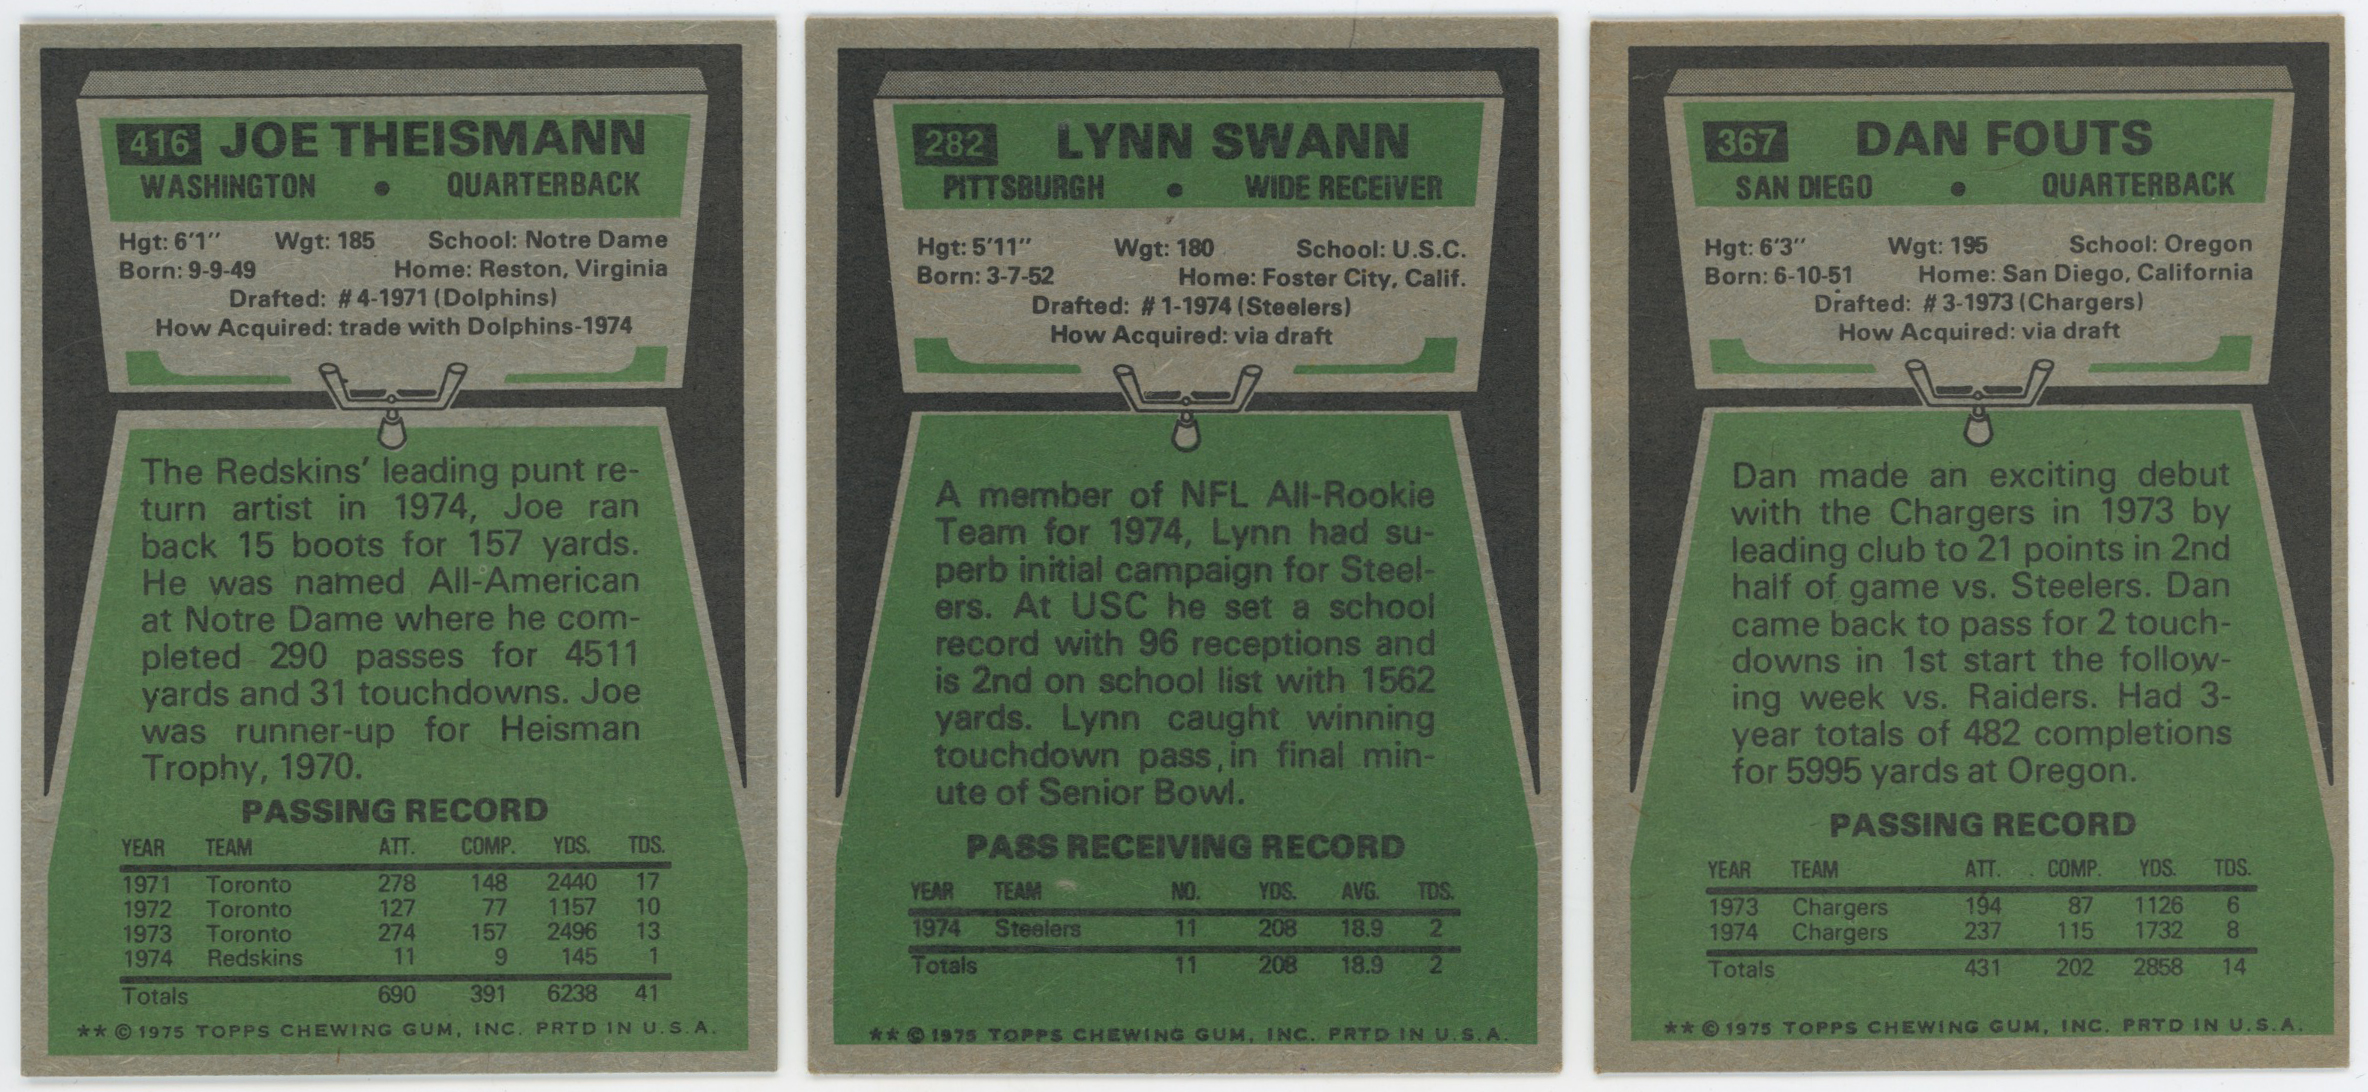 416 JOE THEISMANN
WASHINGTON • QUARTERBACK
Hgt: 6'1" Wgt: 185 School: Notre Dame
Born: 9-9-49 Home: Reston, Virginia
Drafted: #4-1971 (Dolphins)
How Acquired: trade with Dolphins-1974
The Redskins' leading punt re-
turn artist in 1974, Joe ran
back 15 boots for 157 yards.
He was named All-American
at Notre Dame where he com-
pleted 290 passes for 4511
yards and 31 touchdowns. Joe
was runner-up for Heisman
Trophy, 1970.
PASSING RECORD
YEAR TEAM ATT. COMP. YDS. TDS.
1971 Toronto 278 148 2440 17
1972 Toronto 127 77 1157 10
1973 Toronto 274 157 2496 13
1974 Redskins 11 9 145 1
Totals 690 391 6238 41
** © 1975 TOPPS CHEWING GUM, INC. PRTD IN U.S.A.
282 LYNN SWANN
PITTSBURGH • WIDE RECEIVER
Hgt: 5'11" Wgt: 180 School: U.S.C.
Born: 3-7-52 Home: Foster City, Calif.
Drafted: #1-1974 (Steelers)
How Acquired: via draft
A member of NFL All-Rookie
Team for 1974, Lynn had su-
perb initial campaign for Steel-
ers. At USC he set a school
record with 96 receptions and
is 2nd on school list with 1562
yards. Lynn caught winning
touchdown pass, in final min-
ute of Senior Bowl.
PASS RECEIVING RECORD
YEAR TEAM NO. YDS. AVG. TDS.
1974 Steelers 11 208 18.9 2
Totals 11 208 18.9 2
** © 1975 TOPPS CHEWING GUM, INC. PRTD IN U.S.A.
367 DAN FOUTS
SAN DIEGO • QUARTERBACK
Hgt: 6'3" Wgt: 195 School: Oregon
Born: 6-10-51 Home: San Diego, California
Drafted: #3-1973 (Chargers)
How Acquired: via draft
Dan made an exciting debut
with the Chargers in 1973 by
leading club to 21 points in 2nd
half of game vs. Steelers. Dan
came back to pass for 2 touch-
downs in 1st start the follow-
ing week vs. Raiders. Had 3-
year totals of 482 completions
for 5995 yards at Oregon.
PASSING RECORD
YEAR TEAM ATT. COMP. YDS. TDS.
1973 Chargers 194 87 1126 6
1974 Chargers 237 115 1732 8
Totals 431 202 2858 14
** © 1975 TOPPS CHEWING GUM, INC. PRTD IN U.S.A.